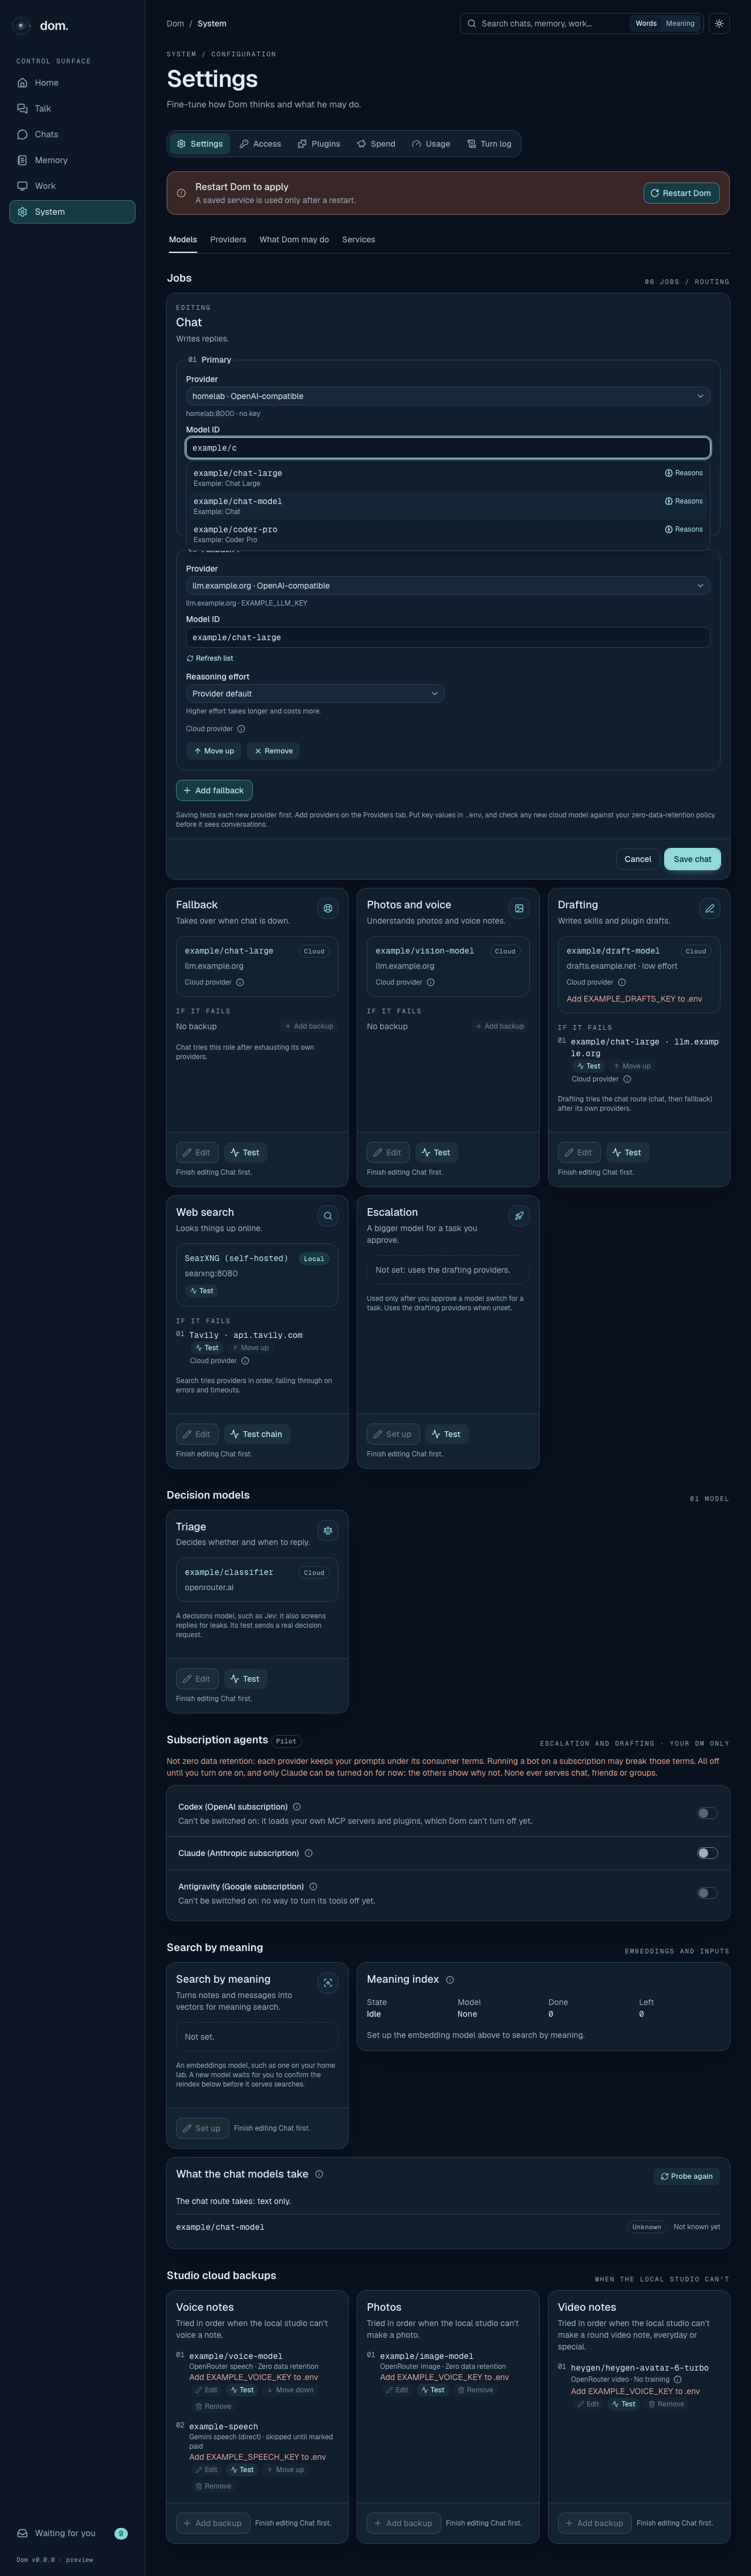 dom.
CONTROL SURFACE
Home
Talk
Chats
Memory
Work
System
Waiting for you 9
Dom v0.0.0 · preview
Dom / System
Search chats, memory, work... Words Meaning
SYSTEM / CONFIGURATION
Settings
Fine-tune how Dom thinks and what he may do.
Settings Access Plugins Spend Usage Turn log
Restart Dom to apply
A saved service is used only after a restart.
Restart Dom
Models Providers What Dom may do Services
Jobs
06 JOBS / ROUTING
EDITING
Chat
Writes replies.
01 Primary
Provider
homelab · OpenAI-compatible
homelab:8000 · no key
Model ID
example/c
example/chat-large Reasons
Example: Chat Large
example/chat-model Reasons
Example: Chat
example/coder-pro Reasons
Example: Coder Pro
Provider
llm.example.org · OpenAI-compatible
llm.example.org · EXAMPLE_LLM_KEY
Model ID
example/chat-large
Refresh list
Reasoning effort
Provider default
Higher effort takes longer and costs more.
Cloud provider
Move up Remove
Add fallback
Saving tests each new provider first. Add providers on the Providers tab. Put key values in .env, and check any new cloud model against your zero-data-retention policy
before it sees conversations.
Cancel Save chat
Fallback
Takes over when chat is down.
example/chat-large Cloud
llm.example.org
Cloud provider
IF IT FAILS
No backup Add backup
Chat tries this role after exhausting its own
providers.
Edit Test
Finish editing Chat first.
Photos and voice
Understands photos and voice notes.
example/vision-model Cloud
llm.example.org
Cloud provider
IF IT FAILS
No backup Add backup
Edit Test
Finish editing Chat first.
Drafting
Writes skills and plugin drafts.
example/draft-model Cloud
drafts.example.net · low effort
Cloud provider
Add EXAMPLE_DRAFTS_KEY to .env
IF IT FAILS
01 example/chat-large · llm.examp
le.org
Test Move up
Cloud provider
Drafting tries the chat route (chat, then fallback)
after its own providers.
Edit Test
Finish editing Chat first.
Web search
Looks things up online.
SearXNG (self-hosted) Local
searxng:8080
Test
IF IT FAILS
01 Tavily · api.tavily.com
Test Move up
Cloud provider
Search tries providers in order, falling through on
errors and timeouts.
Edit Test chain
Finish editing Chat first.
Escalation
A bigger model for a task you
approve.
Not set: uses the drafting providers.
Used only after you approve a model switch for a
task. Uses the drafting providers when unset.
Set up Test
Finish editing Chat first.
Decision models
01 MODEL
Triage
Decides whether and when to reply.
example/classifier Cloud
openrouter.ai
A decisions model, such as Jev: it also screens
replies for leaks. Its test sends a real decision
request.
Edit Test
Finish editing Chat first.
Subscription agents Pilot
ESCALATION AND DRAFTING · YOUR DM ONLY
Not zero data retention: each provider keeps your prompts under its consumer terms. Running a bot on a subscription may break those terms. All off
until you turn one on, and only Claude can be turned on for now: the others show why not. None ever serves chat, friends or groups.
Codex (OpenAI subscription)
Can't be switched on: it loads your own MCP servers and plugins, which Dom can't turn off yet.
Claude (Anthropic subscription)
Antigravity (Google subscription)
Can't be switched on: no way to turn its tools off yet.
Search by meaning
EMBEDDINGS AND INPUTS
Search by meaning
Turns notes and messages into
vectors for meaning search.
Not set.
An embeddings model, such as one on your home
lab. A new model waits for you to confirm the
reindex below before it serves searches.
Set up Finish editing Chat first.
Meaning index
State Model Done Left
Idle None 0 0
Set up the embedding model above to search by meaning.
What the chat models take
Probe again
The chat route takes: text only.
example/chat-model Unknown Not known yet
Studio cloud backups
WHEN THE LOCAL STUDIO CAN'T
Voice notes
Tried in order when the local studio can't
voice a note.
01 example/voice-model
OpenRouter speech · Zero data retention
Add EXAMPLE_VOICE_KEY to .env
Edit Test Move down
Remove
02 example-speech
Gemini speech (direct) · skipped until marked
paid
Add EXAMPLE_SPEECH_KEY to .env
Edit Test Move up
Remove
Add backup Finish editing Chat first.
Photos
Tried in order when the local studio can't
make a photo.
01 example/image-model
OpenRouter image · Zero data retention
Add EXAMPLE_VOICE_KEY to .env
Edit Test Remove
Add backup Finish editing Chat first.
Video notes
Tried in order when the local studio can't
make a round video note, everyday or
special.
01 heygen/heygen-avatar-6-turbo
OpenRouter video · No training
Add EXAMPLE_VOICE_KEY to .env
Edit Test Remove
Add backup Finish editing Chat first.